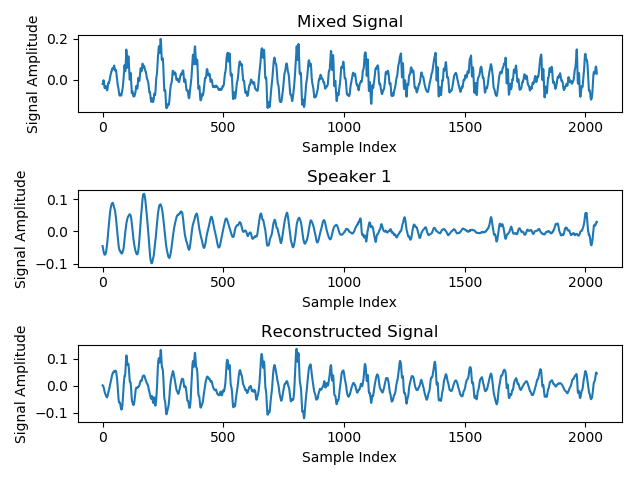 Mixed Signal
Signal Amplitude
0.2
0.0
0 500 1000 1500 2000
Sample Index
Speaker 1
Signal Amplitude
0.1
0.0
−0.1
0 500 1000 1500 2000
Sample Index
Reconstructed Signal
Signal Amplitude
0.1
0.0
−0.1
0 500 1000 1500 2000
Sample Index